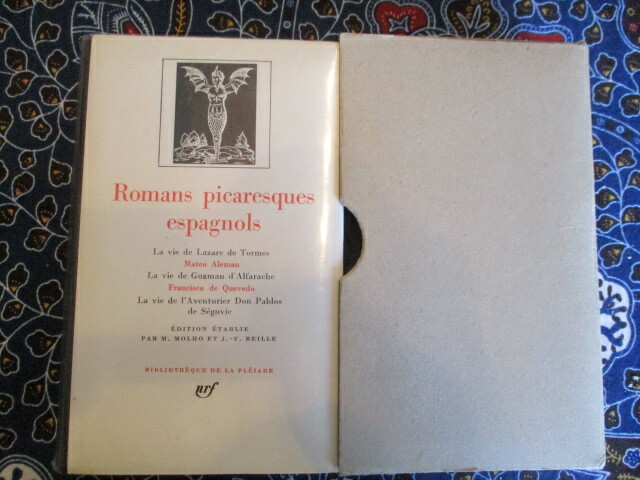 Romans picaresques
espagnols
La vie de Lazare de Tormes
Mateo Aleman
La vie de Guzman d'Alfarache
Francisco de Quevedo
La vie de l'Aventurier Don Pablos
de Ségovie
ÉDITION ÉTABLIE
PAR M. MOLHO ET J.-F. REILLE
BIBLIOTHÈQUE DE LA PLÉIADE
nrf